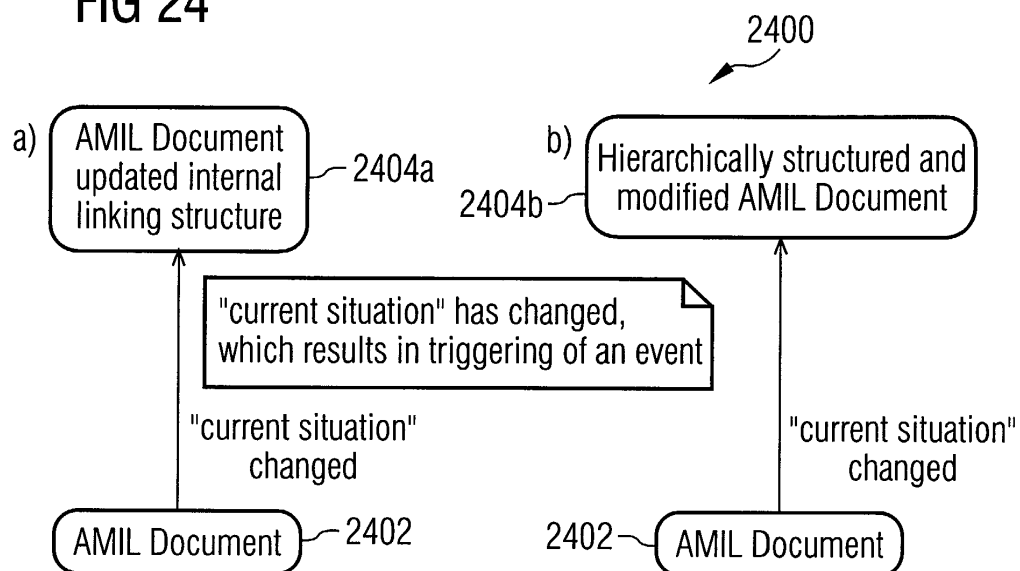 FIG 24
2400
a)
AMIL Document
updated internal
linking structure
2404a
b)
Hierarchically structured and
modified AMIL Document
2404b
"current situation" has changed,
which results in triggering of an event
"current situation"
changed
"current situation"
changed
AMIL Document
2402
2402
AMIL Document